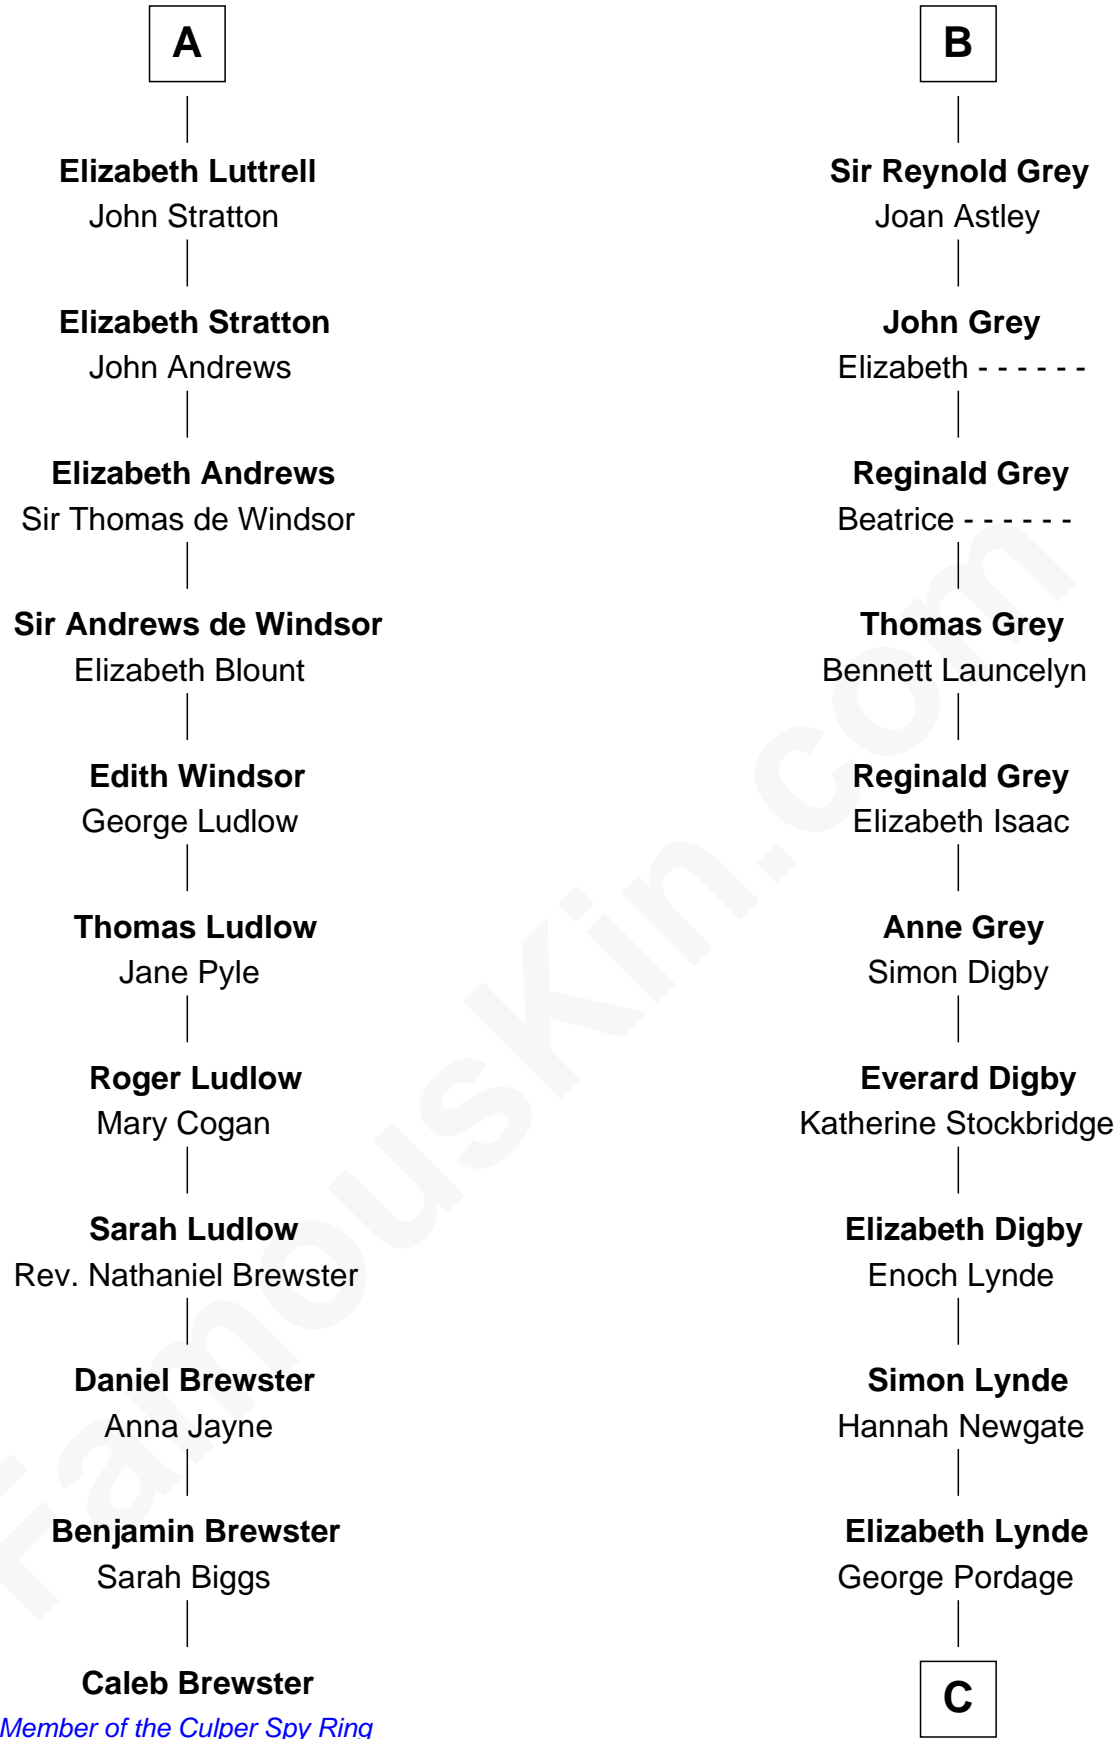 A
Elizabeth Luttrell
John Stratton
Elizabeth Stratton
John Andrews
Elizabeth Andrews
Sir Thomas de Windsor
Sir Andrews de Windsor
Elizabeth Blount
Edith Windsor
George Ludlow
Thomas Ludlow
Jane Pyle
Roger Ludlow
Mary Cogan
Sarah Ludlow
Rev. Nathaniel Brewster
Daniel Brewster
Anna Jayne
Benjamin Brewster
Sarah Biggs
Caleb Brewster
Member of the Culper Spy Ring
B
Sir Reynold Grey
Joan Astley
John Grey
Elizabeth - - - - - -
Reginald Grey
Beatrice - - - - - -
Thomas Grey
Bennett Launcelyn
Reginald Grey
Elizabeth Isaac
Anne Grey
Simon Digby
Everard Digby
Katherine Stockbridge
Elizabeth Digby
Enoch Lynde
Simon Lynde
Hannah Newgate
Elizabeth Lynde
George Pordage
C
FamousKin.com